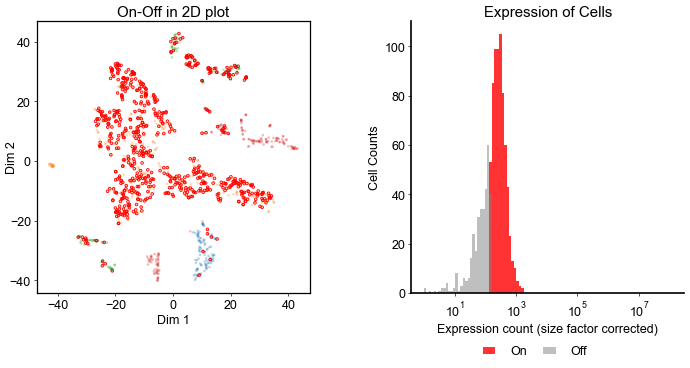 On-Off in 2D plot
Dim 2
40
20
0
−20
−40
−40 −20 0 20 40
Dim 1
Expression of Cells
Cell Counts
100
80
60
40
20
0
10^1 10^3 10^5 10^7
Expression count (size factor corrected)
On Off